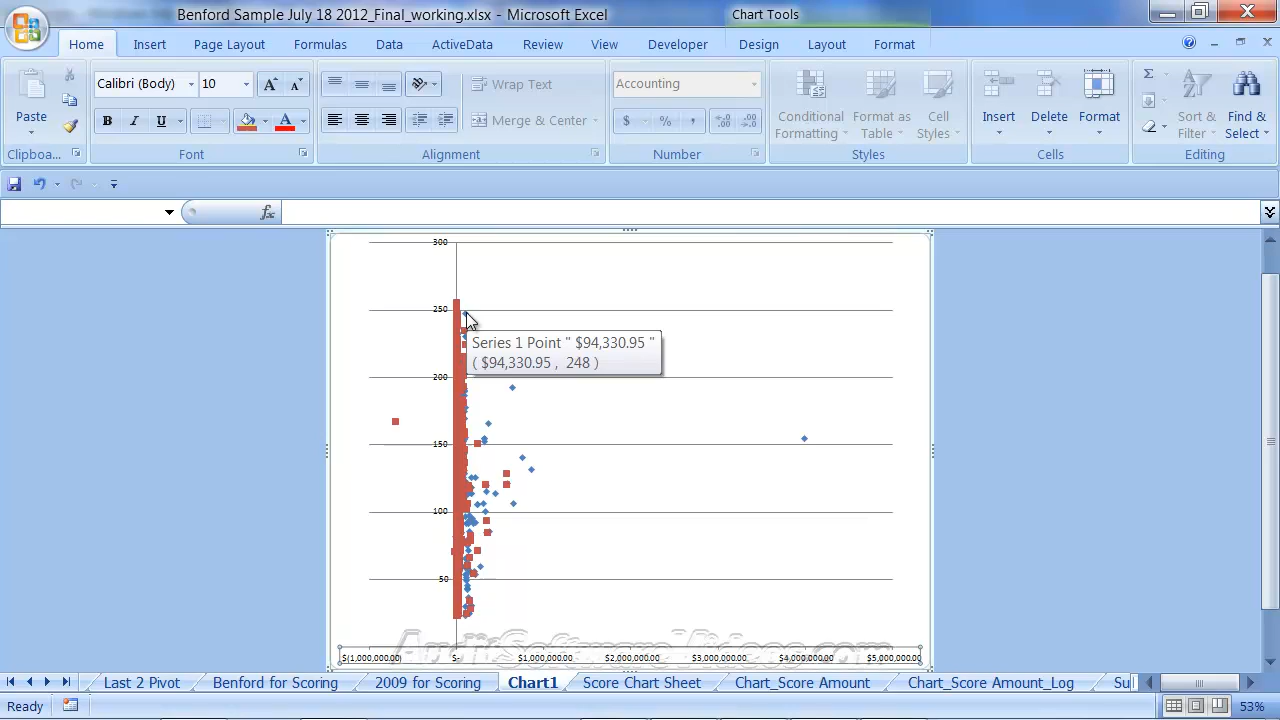 Benford Sample July 18 2012_Final_working.xlsx - Microsoft Excel
Chart Tools
Home Insert Page Layout Formulas Data ActiveData Review View Developer Design Layout Format
Paste
Calibri (Body) 10
B I U A
Wrap Text
Merge & Center
Accounting
$ % ,
Conditional Formatting
Format as Table
Cell Styles
Insert
Delete
Format
Σ
Sort & Filter
Find & Select
Clipboa...
Font
Alignment
Number
Styles
Cells
Editing
fx
300
250
200
150
100
50
Series 1 Point " $94,330.95 "
( $94,330.95 , 248 )
AuditSoftwareVideos.com
$(1,000,000.00) $- $1,000,000.00 $2,000,000.00 $3,000,000.00 $4,000,000.00 $5,000,000.00
Last 2 Pivot Benford for Scoring 2009 for Scoring Chart1 Score Chart Sheet Chart_Score Amount Chart_Score Amount_Log Su
Ready
53%